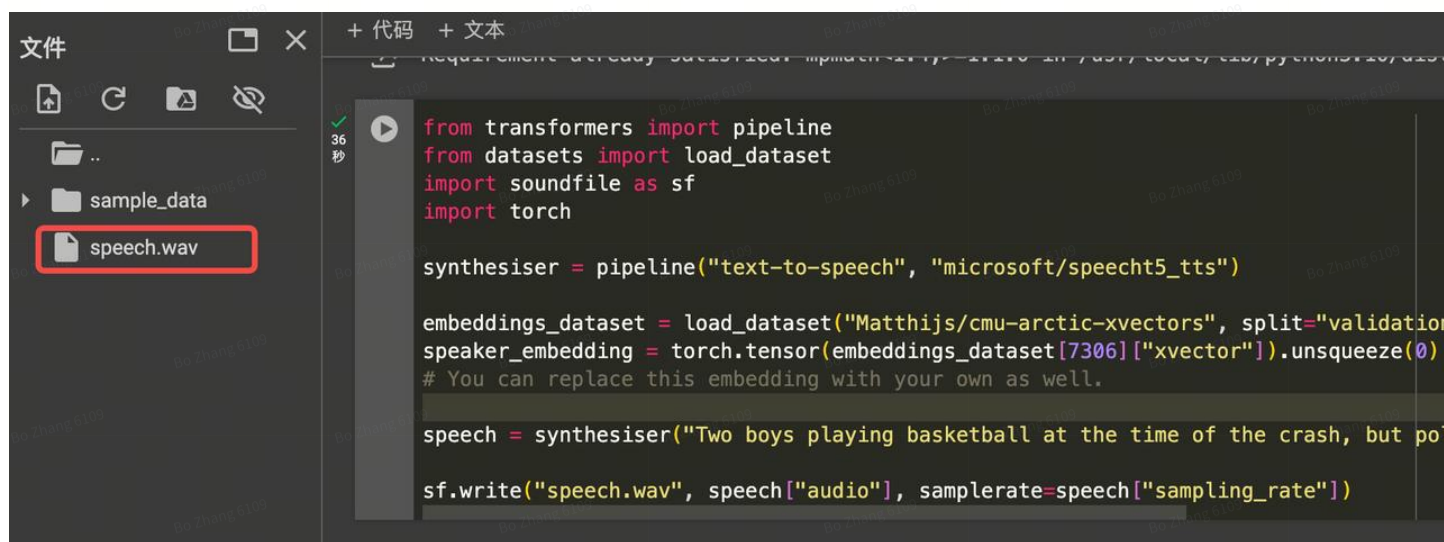 文件
+ 代码 + 文本
..
sample_data
speech.wav
36
秒
from transformers import pipeline
from datasets import load_dataset
import soundfile as sf
import torch
synthesiser = pipeline("text-to-speech", "microsoft/speecht5_tts")
embeddings_dataset = load_dataset("Matthijs/cmu-arctic-xvectors", split="validation
speaker_embedding = torch.tensor(embeddings_dataset[7306]["xvector"]).unsqueeze(0)
# You can replace this embedding with your own as well.
speech = synthesiser("Two boys playing basketball at the time of the crash, but po
sf.write("speech.wav", speech["audio"], samplerate=speech["sampling_rate"])